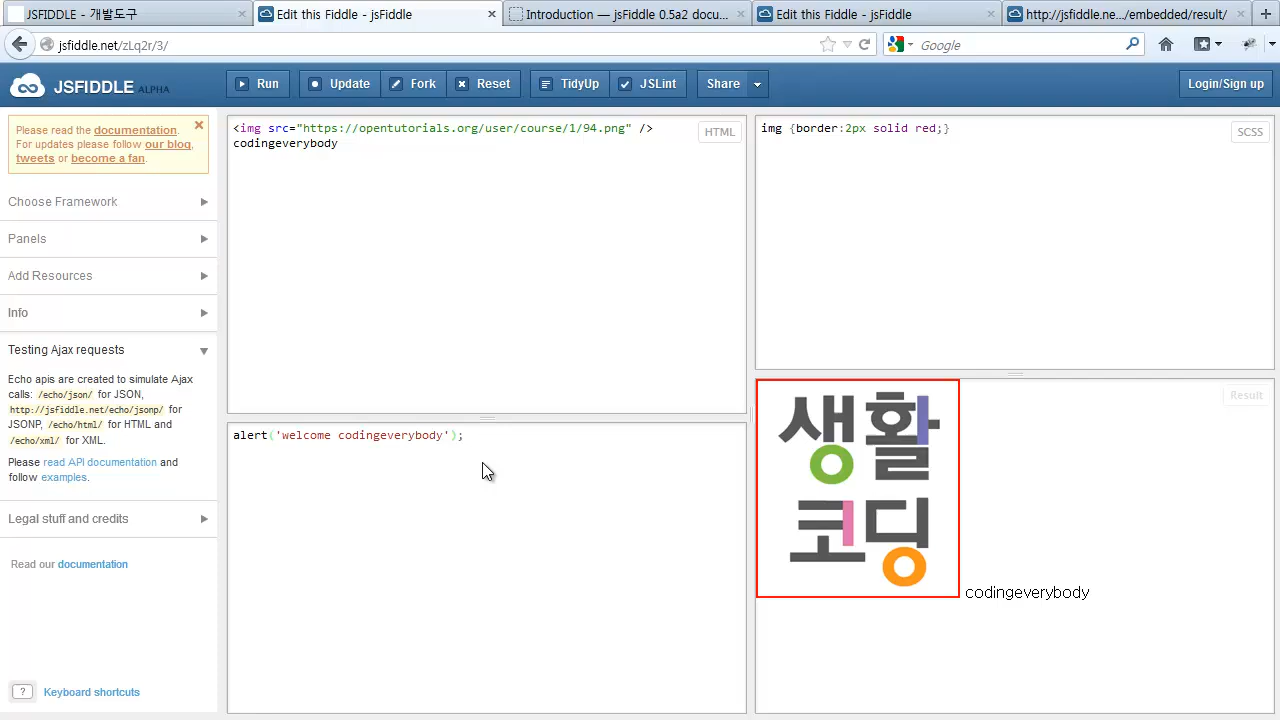 JSFIDDLE - 개발도구
Edit this Fiddle - jsFiddle
Introduction — jsFiddle 0.5a2 docu...
Edit this Fiddle - jsFiddle
http://jsfiddle.ne.../embedded/result/
jsfiddle.net/zLq2r/3/
Google
JSFIDDLE ALPHA
Run
Update
Fork
Reset
TidyUp
JSLint
Share
Login/Sign up
Please read the documentation.
For updates please follow our blog,
tweets or become a fan.
Choose Framework
Panels
Add Resources
Info
Testing Ajax requests
Echo apis are created to simulate Ajax
calls: /echo/json/ for JSON,
http://jsfiddle.net/echo/jsonp/ for
JSONP, /echo/html/ for HTML and
/echo/xml/ for XML.
Please read API documentation and
follow examples.
Legal stuff and credits
Read our documentation
? Keyboard shortcuts
<img src="https://opentutorials.org/user/course/1/94.png" />
codingeverybody
HTML
img {border:2px solid red;}
SCSS
alert('welcome codingeverybody');
Result
생활
코딩
codingeverybody